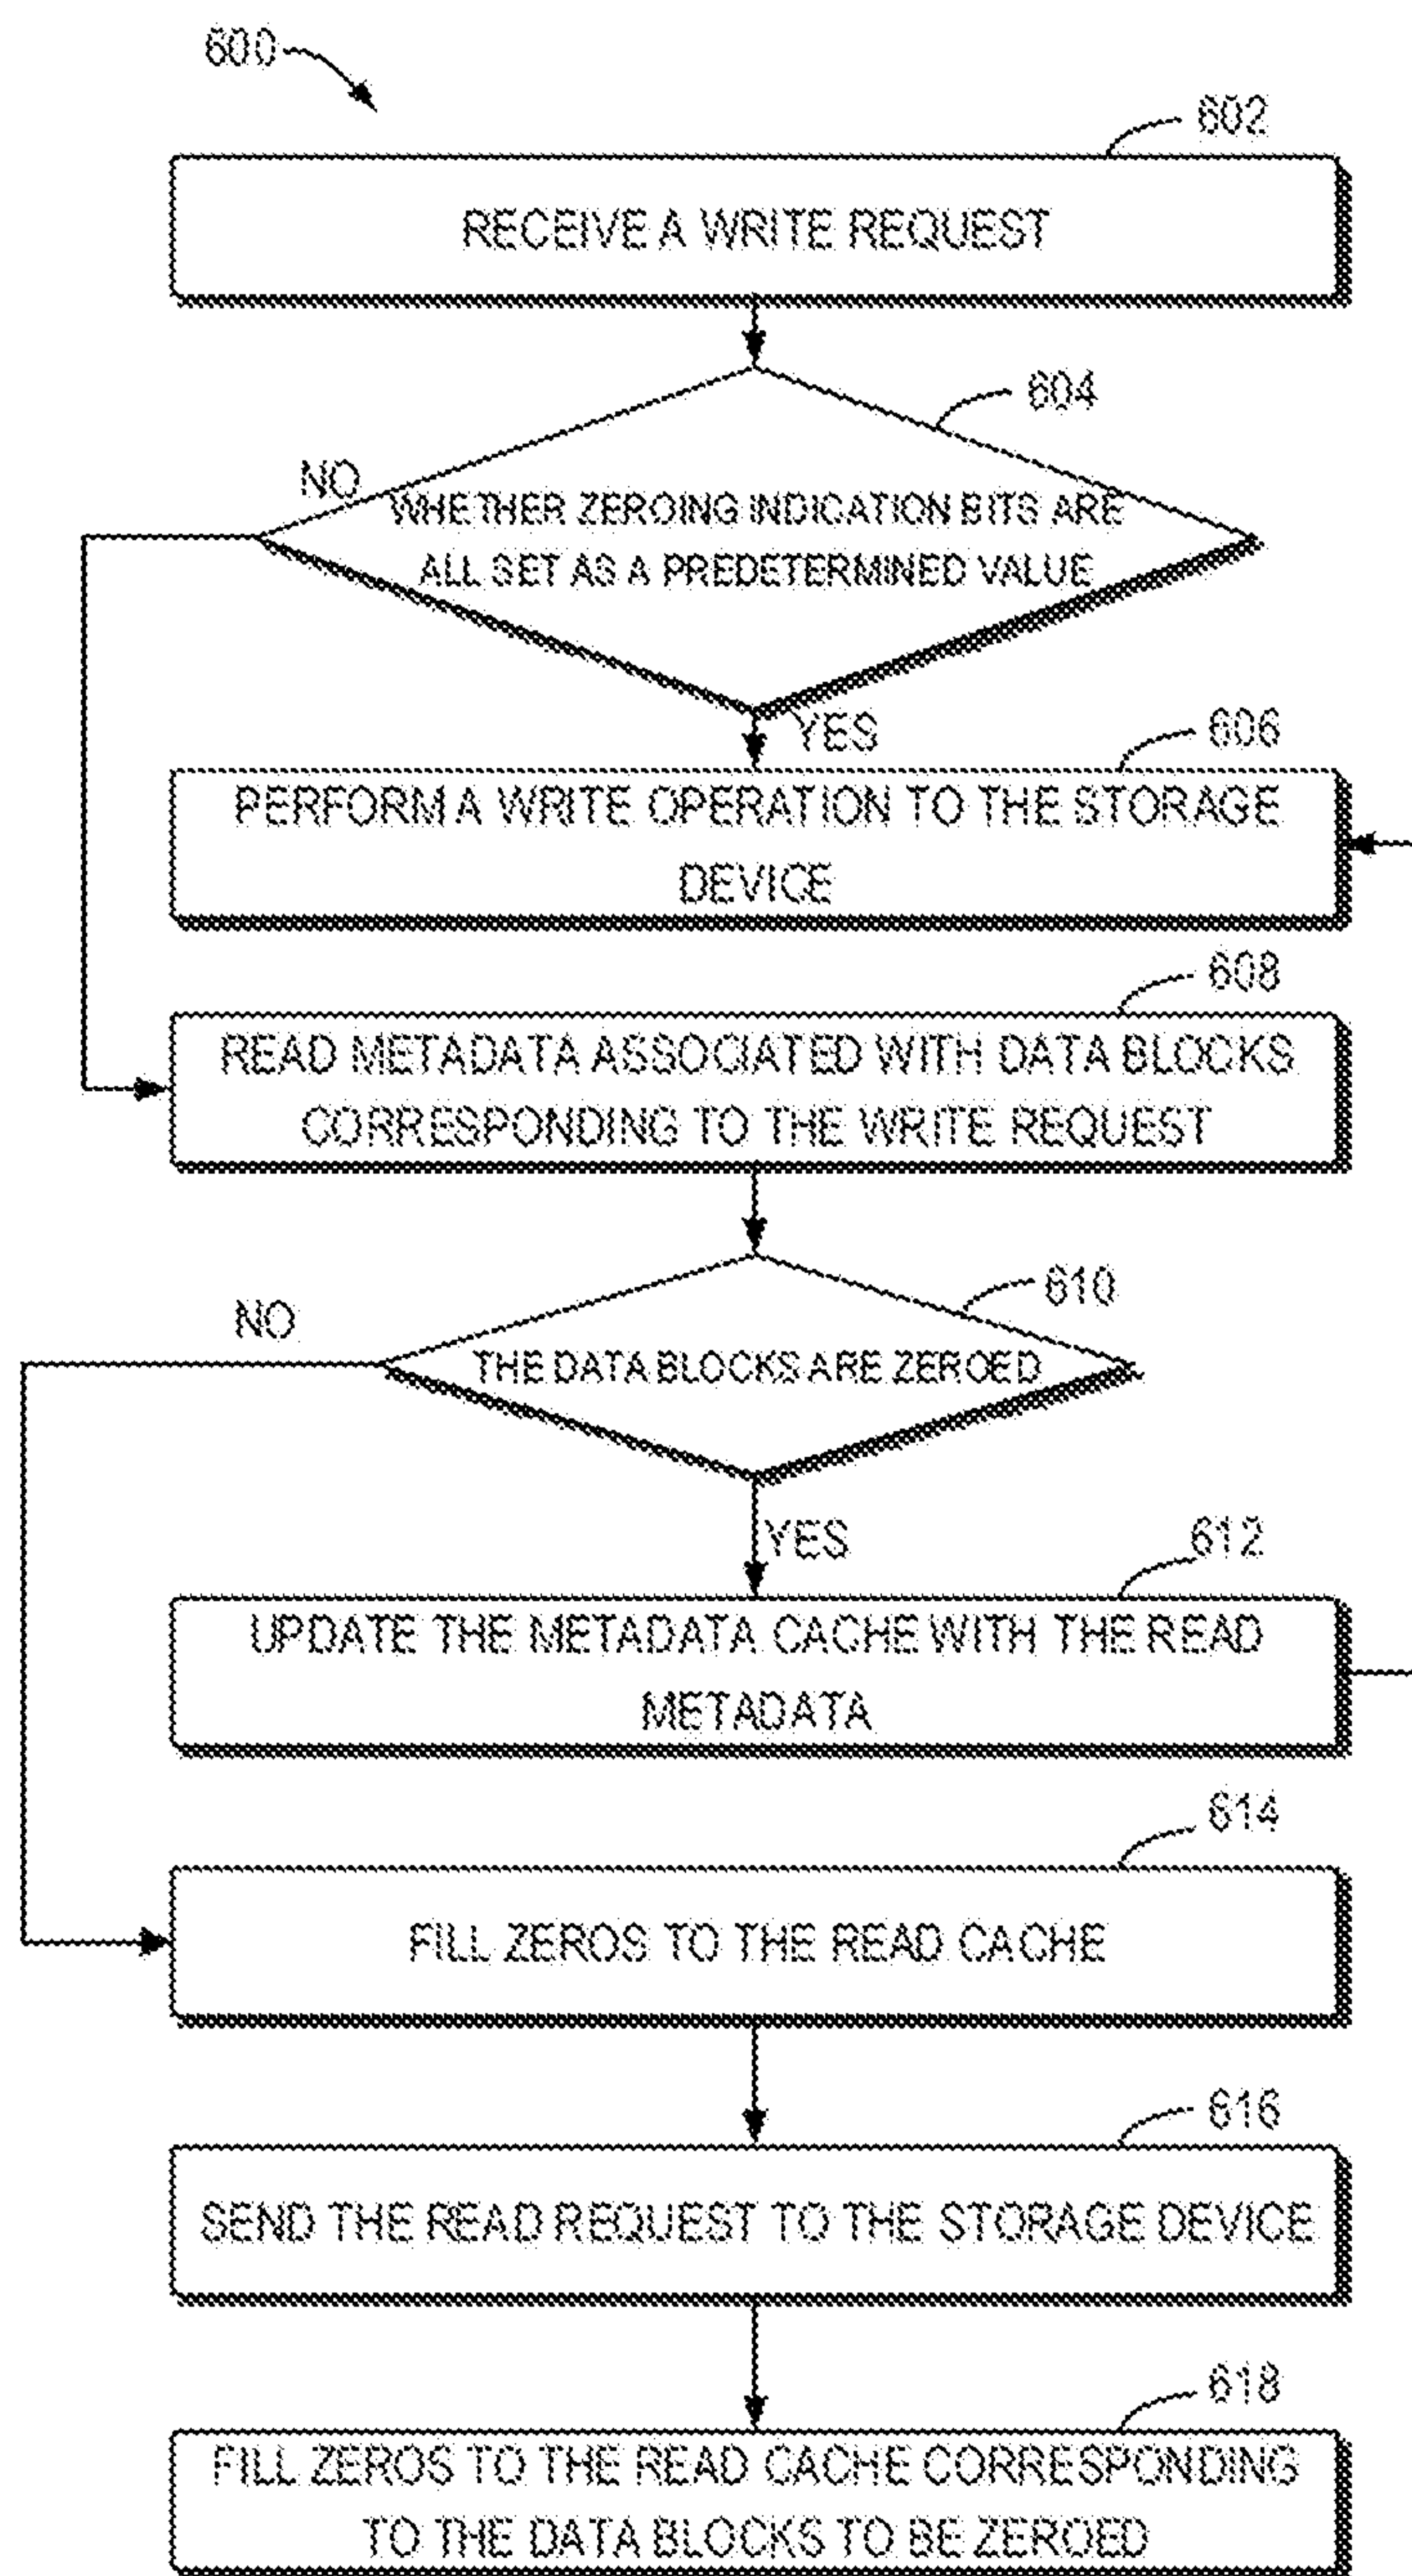 600
602
RECEIVE A WRITE REQUEST
604
NO
WHETHER ZEROING INDICATION BITS ARE
ALL SET AS A PREDETERMINED VALUE
YES
606
PERFORM A WRITE OPERATION TO THE STORAGE
DEVICE
608
READ METADATA ASSOCIATED WITH DATA BLOCKS
CORRESPONDING TO THE WRITE REQUEST
610
NO
THE DATA BLOCKS ARE ZEROED
YES
612
UPDATE THE METADATA CACHE WITH THE READ
METADATA
614
FILL ZEROS TO THE READ CACHE
616
SEND THE READ REQUEST TO THE STORAGE DEVICE
618
FILL ZEROS TO THE READ CACHE CORRESPONDING
TO THE DATA BLOCKS TO BE ZEROED